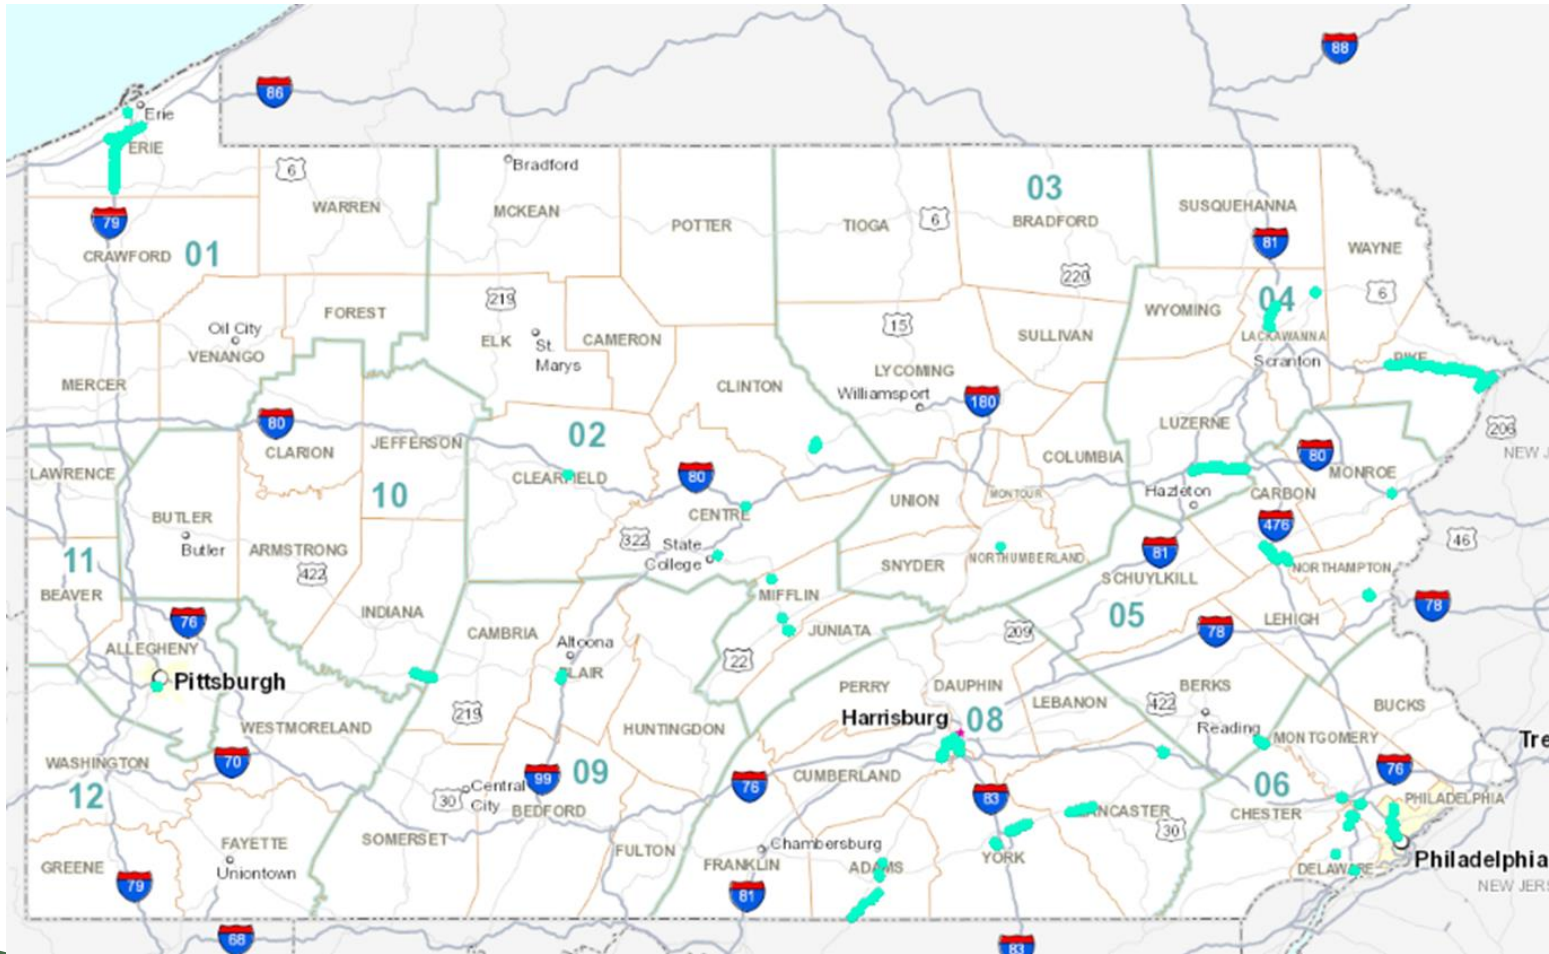 88
86
Erie
ERIE
6
Bradford
WARREN
MCKEAN
POTTER
TIOGA
6
03
BRADFORD
SUSQUEHANNA
79
81
WAYNE
CRAWFORD
01
220
6
219
04
FOREST
WYOMING
Oil City
VENANGO
ELK
St.
Marys
CAMERON
15
SULLIVAN
LACKAWANNA
Scranton
PIKE
MERCER
CLINTON
LYCOMING
Williamsport
180
80
02
LUZERNE
206
JEFFERSON
CLARION
NEW J
LAWRENCE
CLEARFIELD
80
COLUMBIA
80
MONROE
10
Hazleton
CARBON
UNION
MONTOUR
BUTLER
CENTRE
476
Butler
ARMSTRONG
322
State
College
81
46
11
422
SNYDER
NORTHUMBERLAND
NORTHAMPTON
BEAVER
MIFFLIN
SCHUYLKILL
78
INDIANA
05
76
CAMBRIA
JUNIATA
209
78
LEHIGH
ALLEGHENY
Altoona
22
Pittsburgh
BLAIR
PERRY
DAUPHIN
BERKS
LEBANON
422
BUCKS
219
Harrisburg
08
Reading
WESTMORELAND
HUNTINGDON
MONTGOMERY
Tre
WASHINGTON
70
09
CUMBERLAND
76
12
Central
City
30
99
76
83
06
PHILADELPHIA
BEDFORD
LANCASTER
CHESTER
30
SOMERSET
FAYETTE
Chambersburg
FULTON
YORK
Uniontown
FRANKLIN
ADAMS
Philadelphia
GREENE
DELAWARE
79
81
NEW JERS
68
83